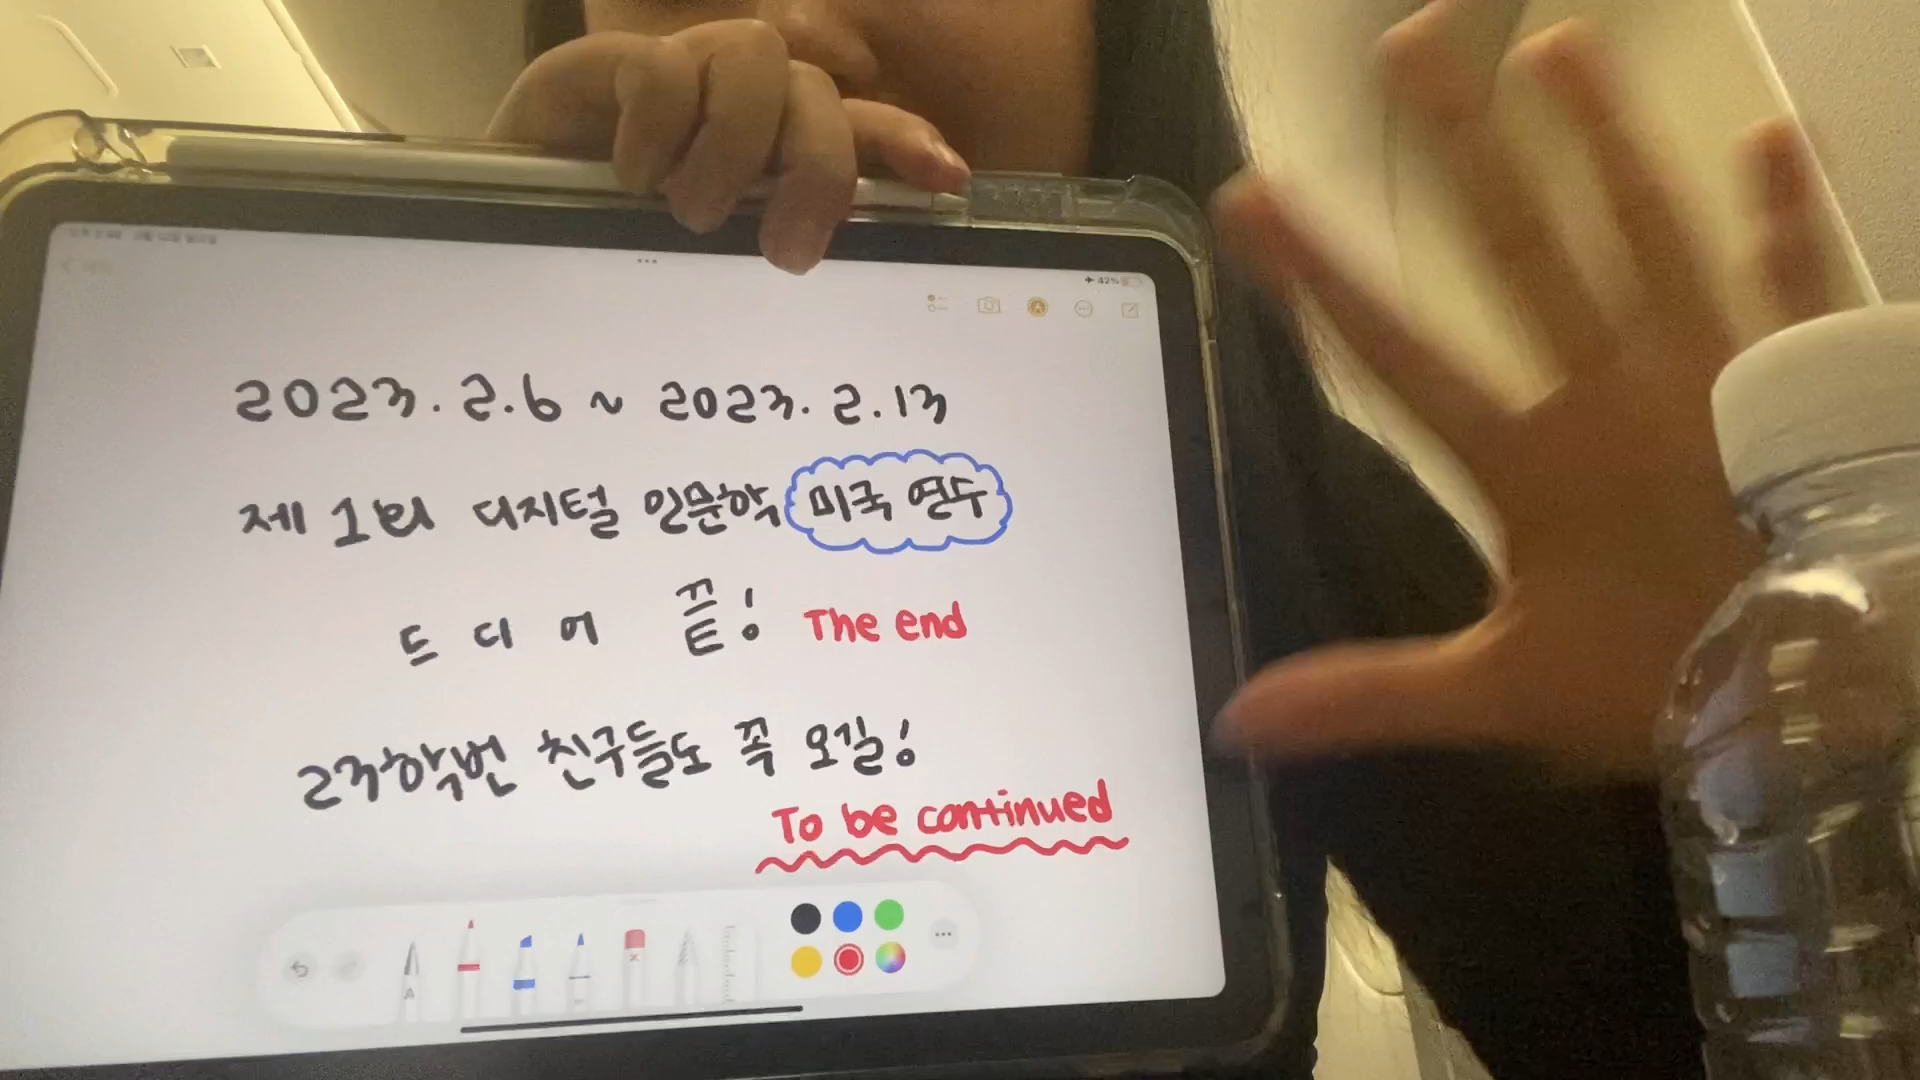 42%
2023. 2. 6 ~ 2023. 2. 13
제 1회 디지털 인문학 미국 연수
드디어 끝! The end
23학번 친구들도 꼭 오길!
To be continued